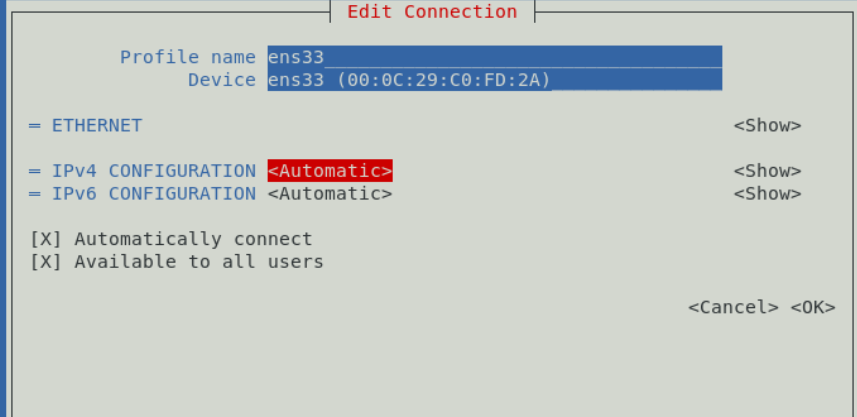 Edit Connection
Profile name ens33
Device ens33 (00:0C:29:C0:FD:2A)
= ETHERNET <Show>
= IPv4 CONFIGURATION <Automatic> <Show>
= IPv6 CONFIGURATION <Automatic> <Show>
[X] Automatically connect
[X] Available to all users
<Cancel> <OK>